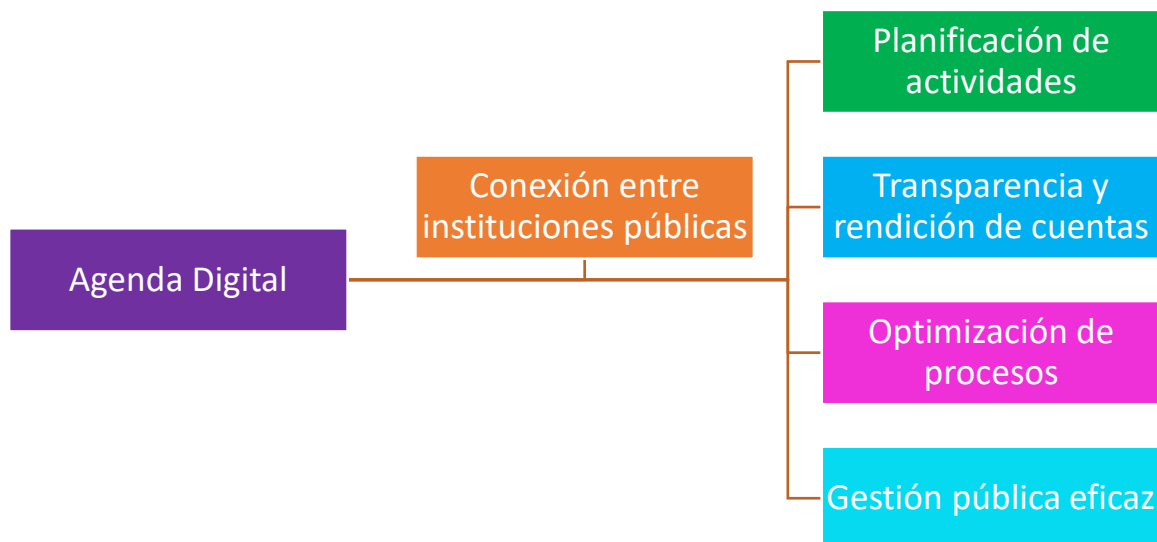 Agenda Digital
Conexión entre
instituciones públicas
Planificación de
actividades
Transparencia y
rendición de cuentas
Optimización de
procesos
Gestión pública eficaz